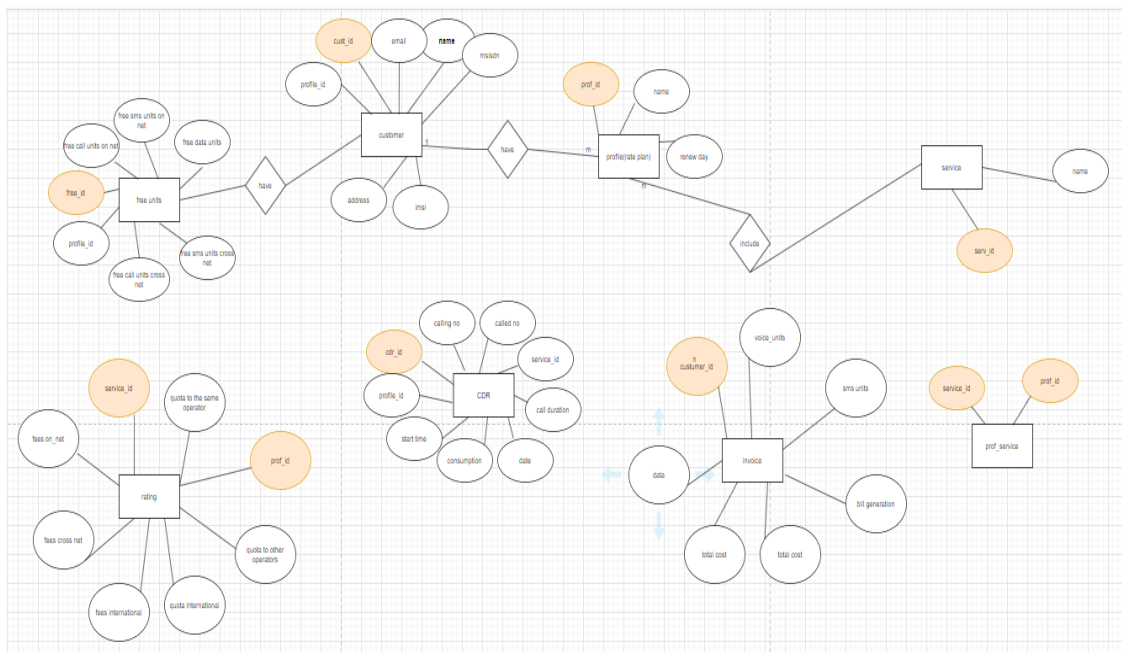 cust_id
email
name
msisdn
profile_id
customer
1
address
imsi
have
m
prof_id
name
profile(rate plan)
renew day
m
include
service
name
serv_id
free sms units on
net
free call units on net
free data units
free_id
free units
have
profile_id
free call units cross
net
free sms units cross
net
service_id
quota to the same
operator
fees on_net
prof_id
rating
fees cross net
quota to other
operators
fees international
quota international
calling no
called no
cdr_id
service_id
CDR
profile_id
call duration
start time
consumption
date
voice_units
n
custumer_id
sms units
data
invoice
bill generation
total cost
total cost
service_id
prof_id
prof_service